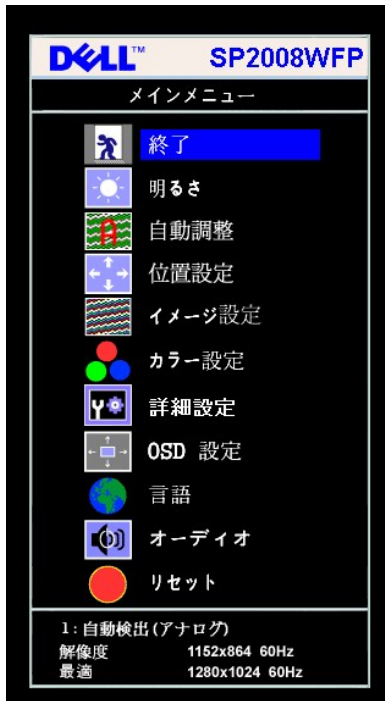 DELL™ SP2008WFP
メインメニュー
終了
明るさ
自動調整
位置設定
イメージ設定
カラー設定
詳細設定
OSD 設定
言語
オーディオ
リセット
1:自動検出(アナログ)
解像度 1152x864 60Hz
最適 1280x1024 60Hz